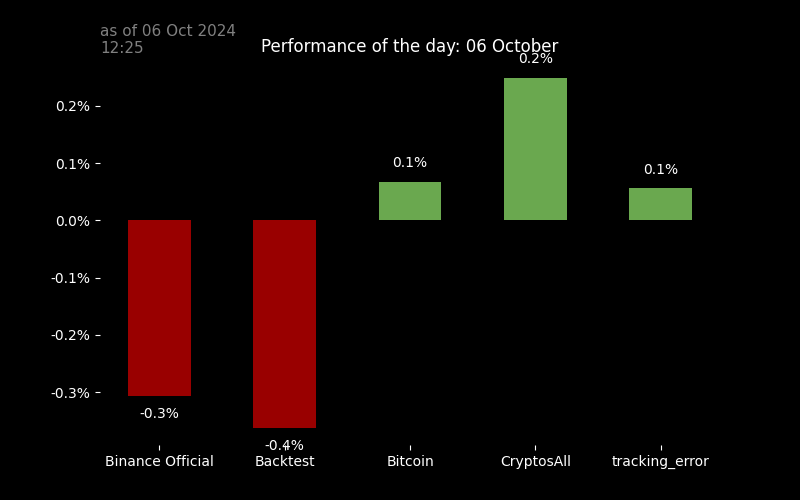 as of 06 Oct 2024
12:25
Performance of the day: 06 October
0.2%
0.2%
0.1%
0.1%
0.1%
0.0%
-0.1%
-0.2%
-0.3%
-0.3%
-0.4%
Binance Official
Backtest
Bitcoin
CryptosAll
tracking_error